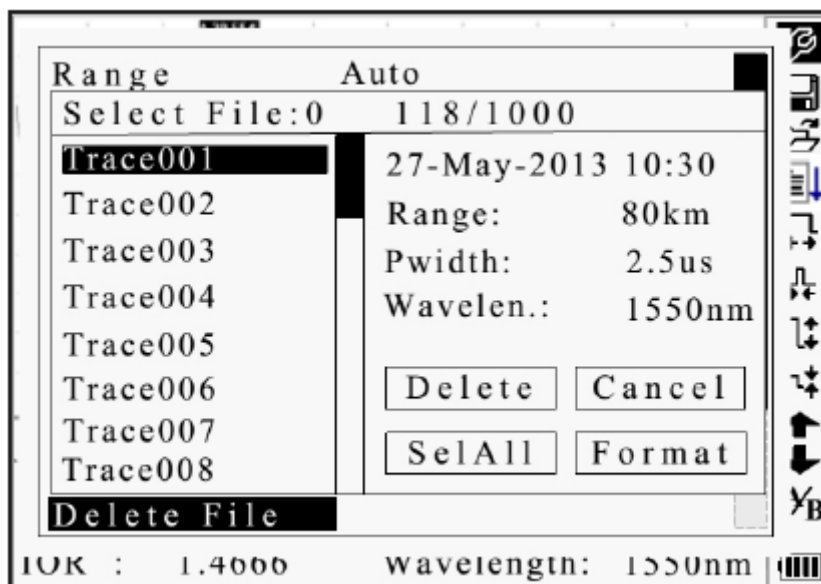 Range Auto
Select File:0 118/1000
Trace001
Trace002
Trace003
Trace004
Trace005
Trace006
Trace007
Trace008
27-May-2013 10:30
Range: 80km
Pwidth: 2.5us
Wavelen.: 1550nm
Delete Cancel
SelAll Format
Delete File
Y/B
IOR : 1.4666 Wavelength: 1550nm